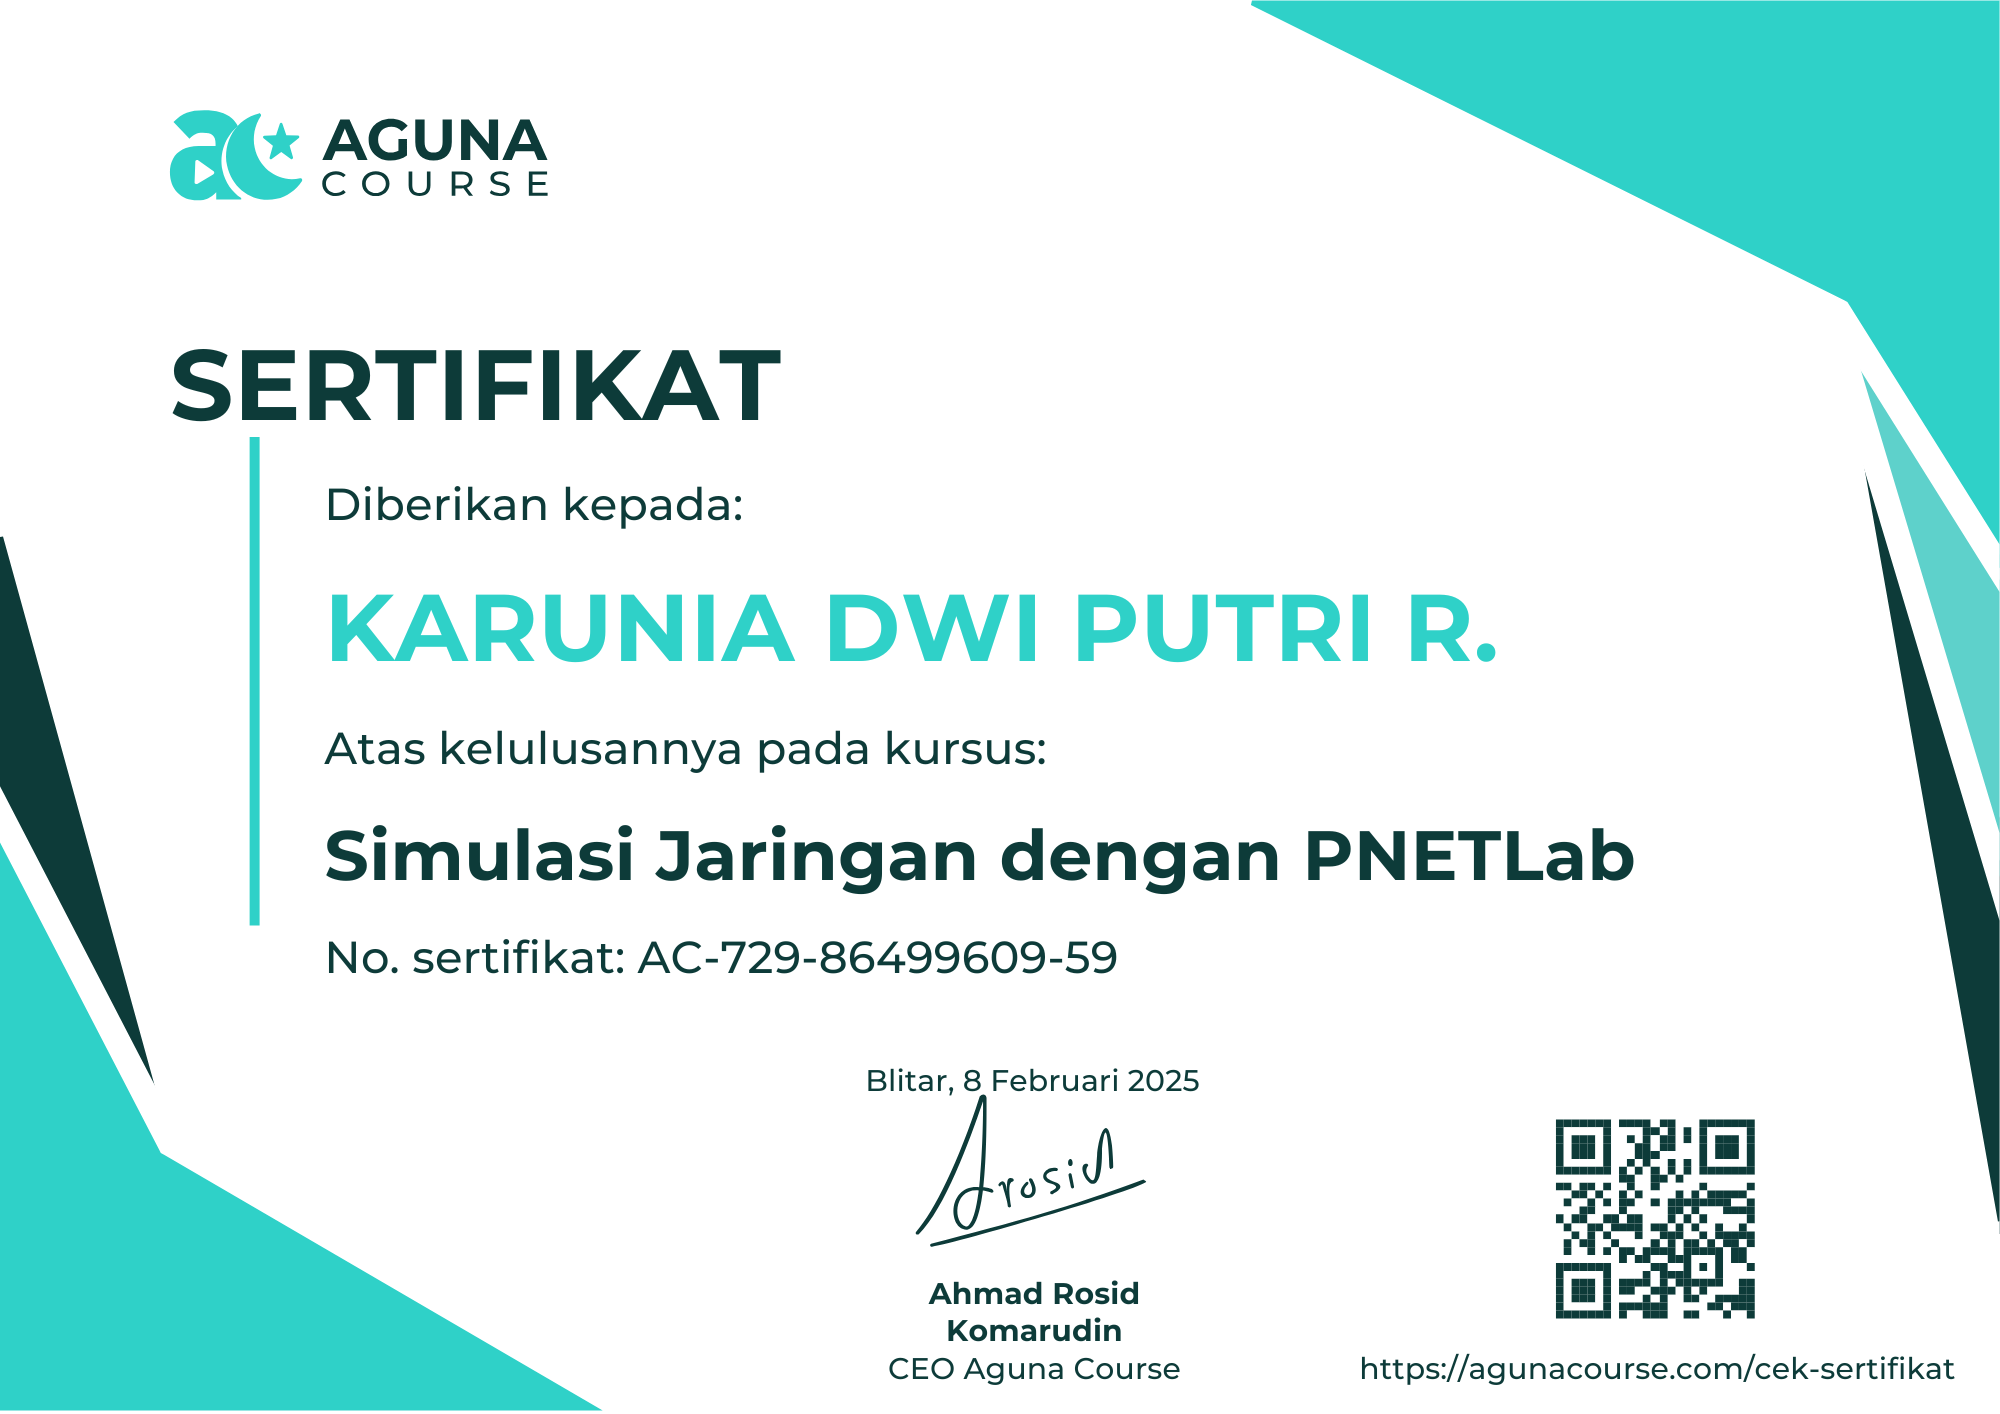 AGUNA
COURSE
SERTIFIKAT
Diberikan kepada:
KARUNIA DWI PUTRI R.
Atas kelulusannya pada kursus:
Simulasi Jaringan dengan PNETLab
No. sertifikat: AC-729-86499609-59
Blitar, 8 Februari 2025
Arosid
Ahmad Rosid
Komarudin
CEO Aguna Course
https://agunacourse.com/cek-sertifikat